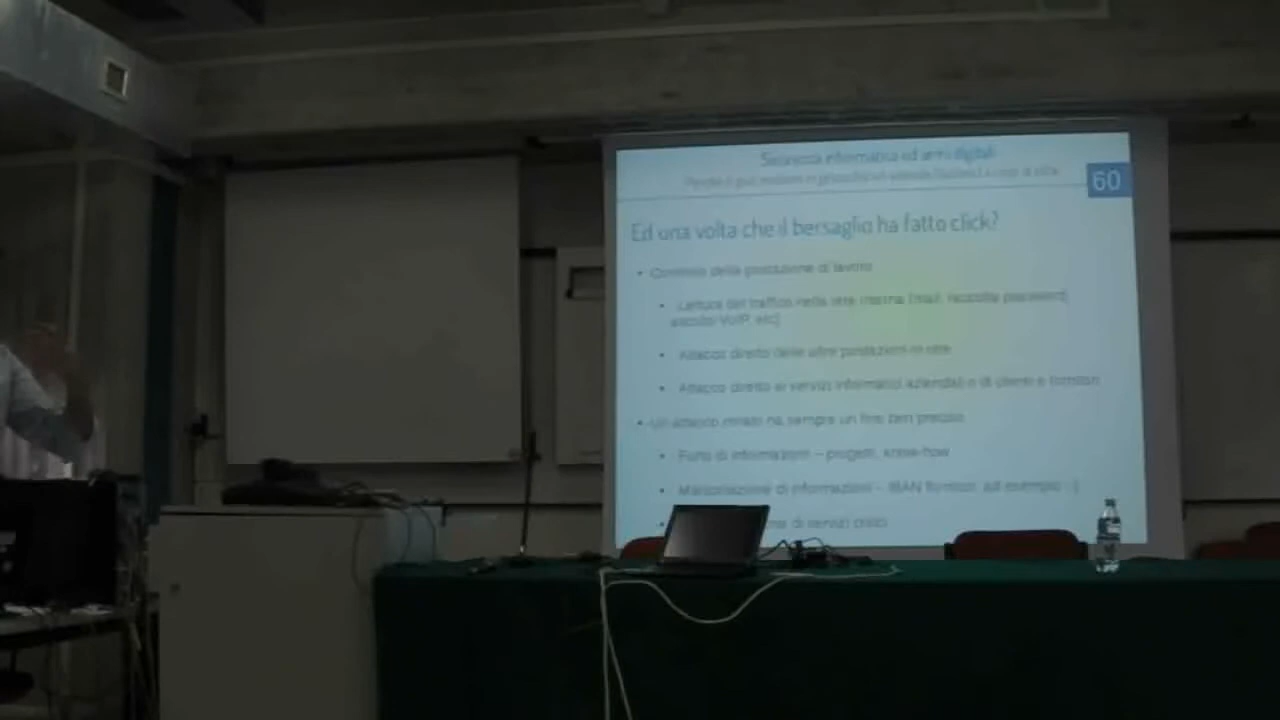 Sicurezza informatica ed armi digitali
60
Ed una volta che il bersaglio ha fatto click?
• Controllo della postazione di lavoro
• Lettura del traffico nella rete interna (mail, raccolta password,
ascolto VoIP, etc)
• Attacco diretto delle altre postazioni in rete
• Attacco diretto ai servizi informatici aziendali o di clienti e fornitori
• Un attacco mirato ha sempre un fine ben preciso
• Furto di informazioni – progetti, know-how
• Manipolazione di informazioni – IBAN fornitori, ad esempio :-)
• di servizi critici